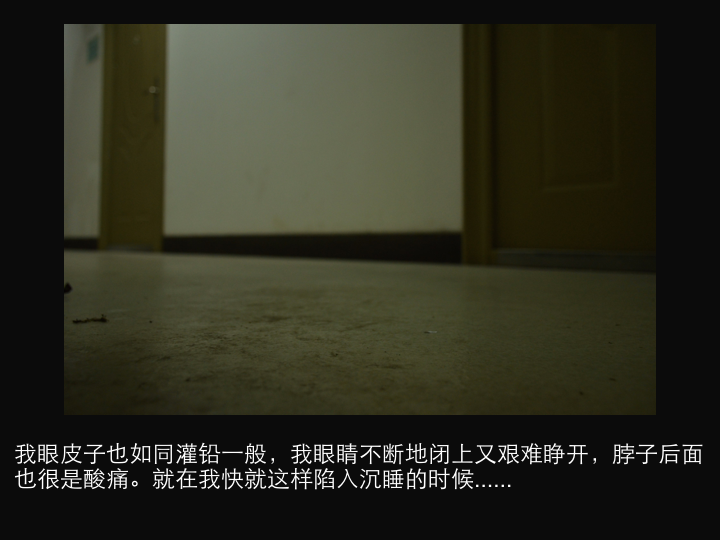 我眼皮子也如同灌铅一般，我眼睛不断地闭上又艰难睁开，脖子后面
也很是酸痛。就在我快就这样陷入沉睡的时候......